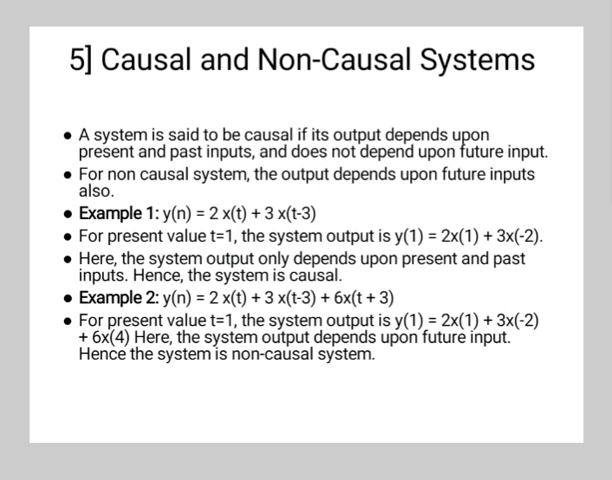 5] Causal and Non-Causal Systems
● A system is said to be causal if its output depends upon
present and past inputs, and does not depend upon future input.
● For non causal system, the output depends upon future inputs
also.
● Example 1: y(n) = 2 x(t) + 3 x(t-3)
● For present value t=1, the system output is y(1) = 2x(1) + 3x(-2).
● Here, the system output only depends upon present and past
inputs. Hence, the system is causal.
● Example 2: y(n) = 2 x(t) + 3 x(t-3) + 6x(t + 3)
● For present value t=1, the system output is y(1) = 2x(1) + 3x(-2)
+ 6x(4) Here, the system output depends upon future input.
Hence the system is non-causal system.